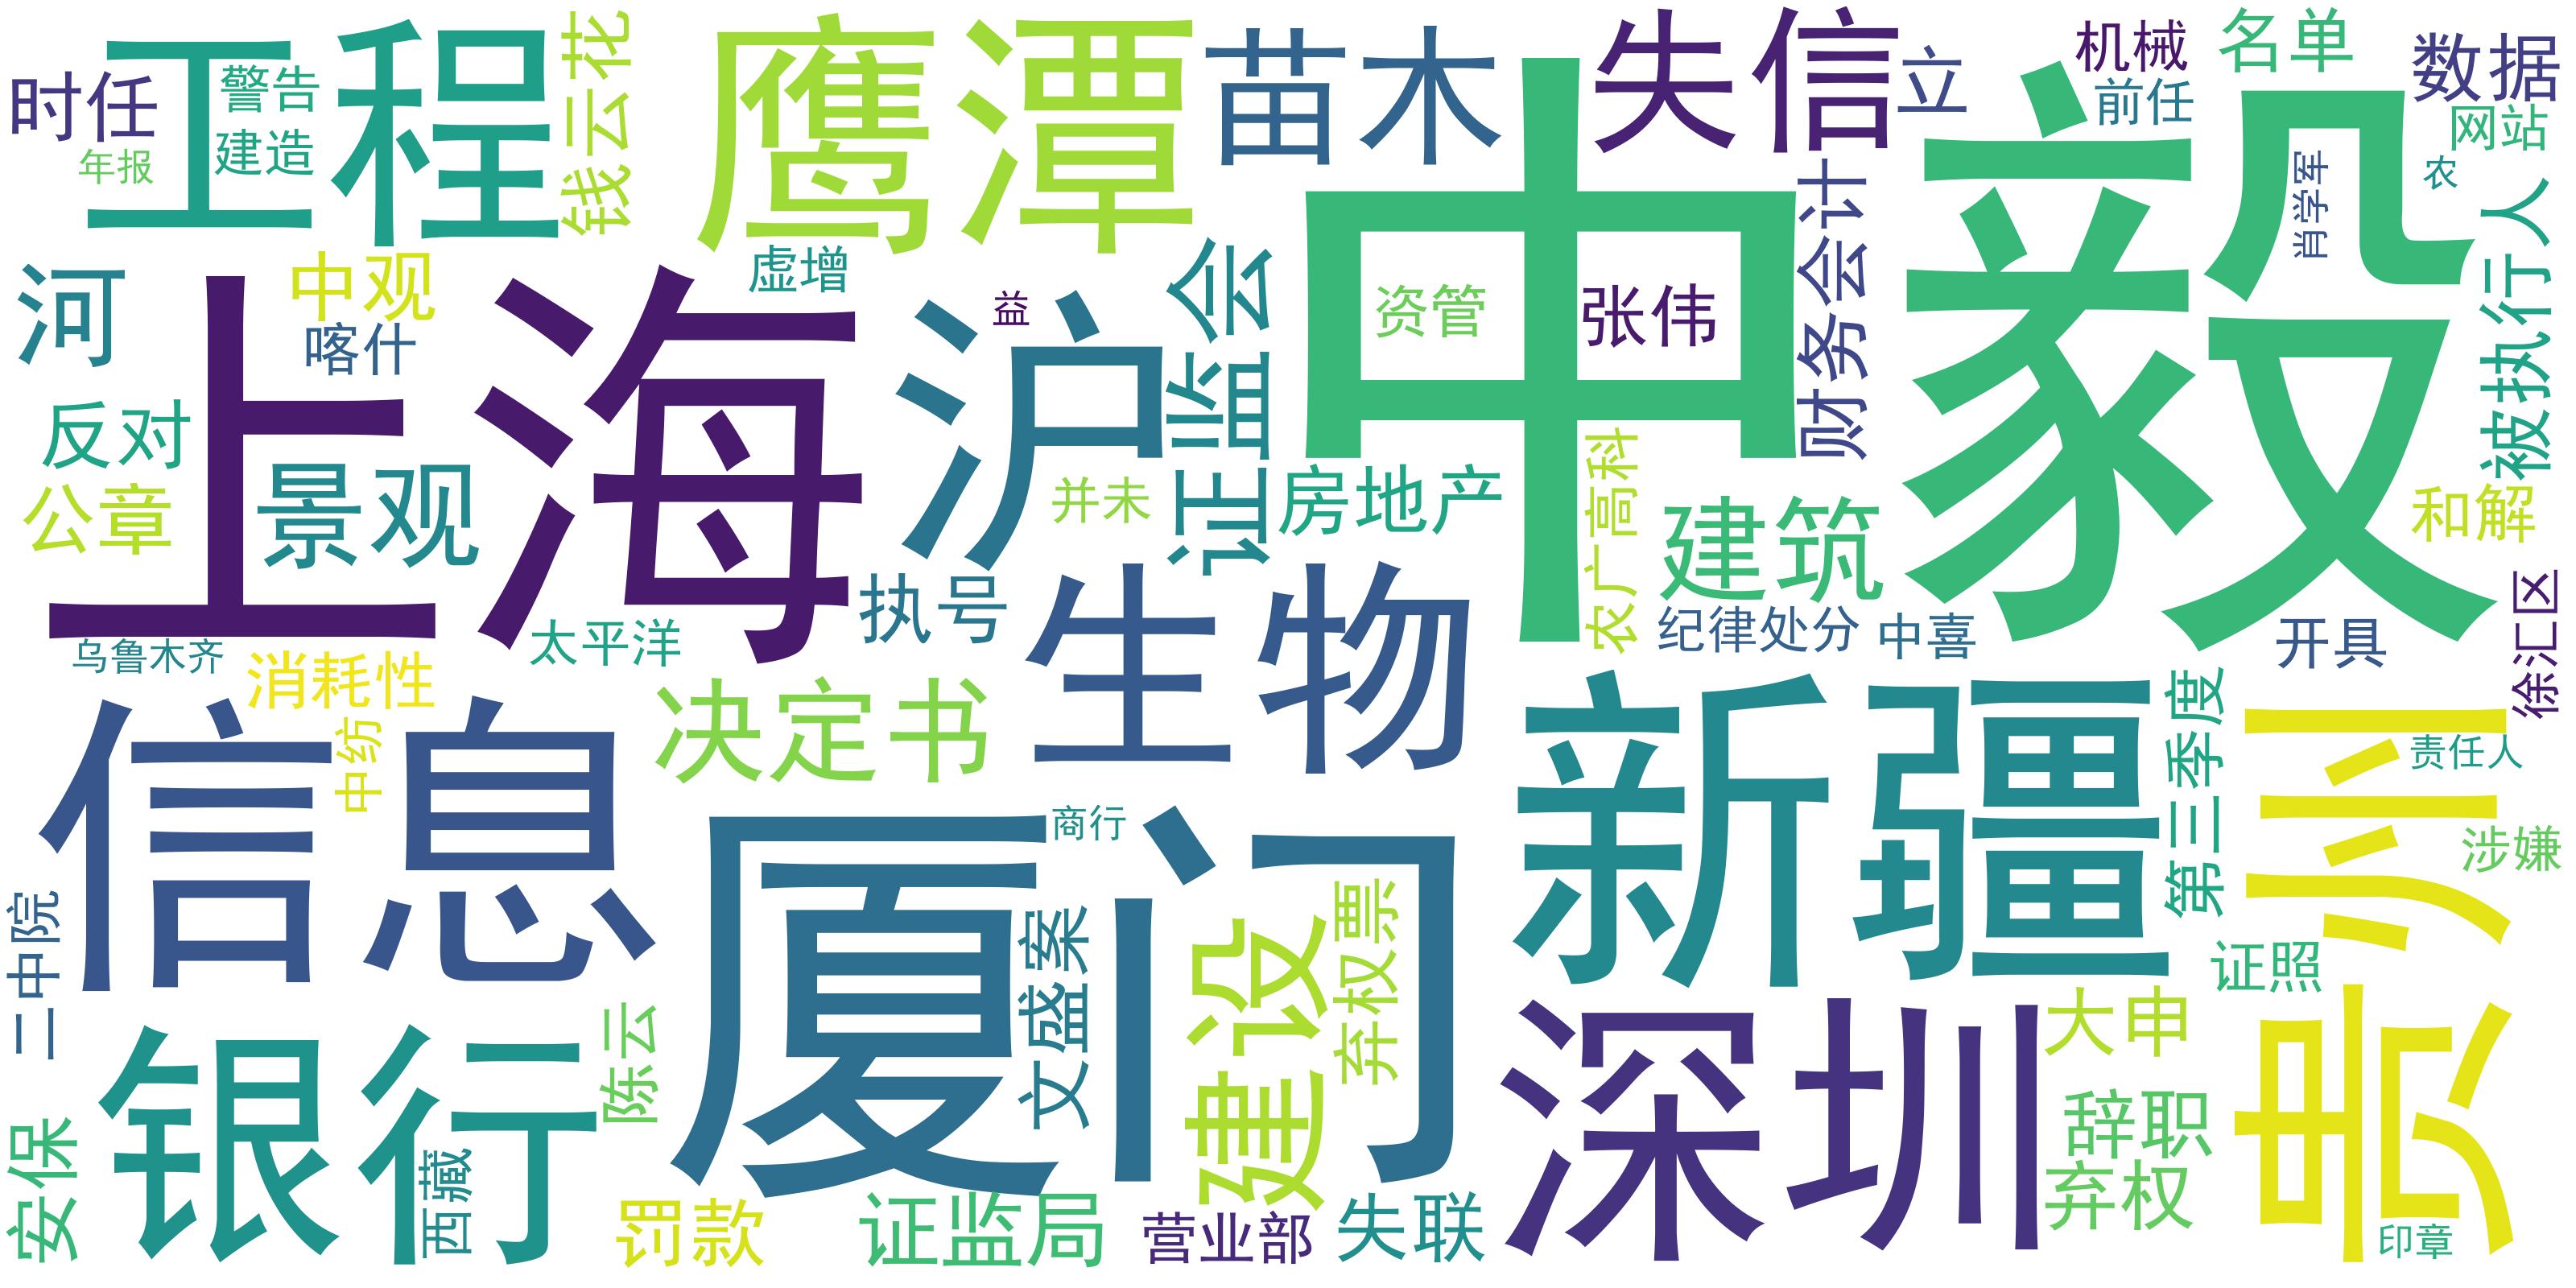 工程
鹰潭
苗木
失信
立
机械
前任
名单
数据
网站
时任
警告
建造
年报
钱云花
中毅
肖学军
农
被执行人
财务会计
河
中观
喀什
虚增
益
沪
证监会
资管
张伟
上海
反对
公章
景观
并未
房地产
农广高科
建筑
和解
执号
生物
太平洋
纪律处分
中喜
开具
徐汇区
乌鲁木齐
消耗性
中纺
决定书
信息
新疆
第三季度
贵州
责任人
涉嫌
商行
厦门
二中院
文盛案
建设
弃权票
证照
银行
陈云
深圳
大申
安保
西藏
辞职
弃权
罚款
证监局
营业部
失联
印章